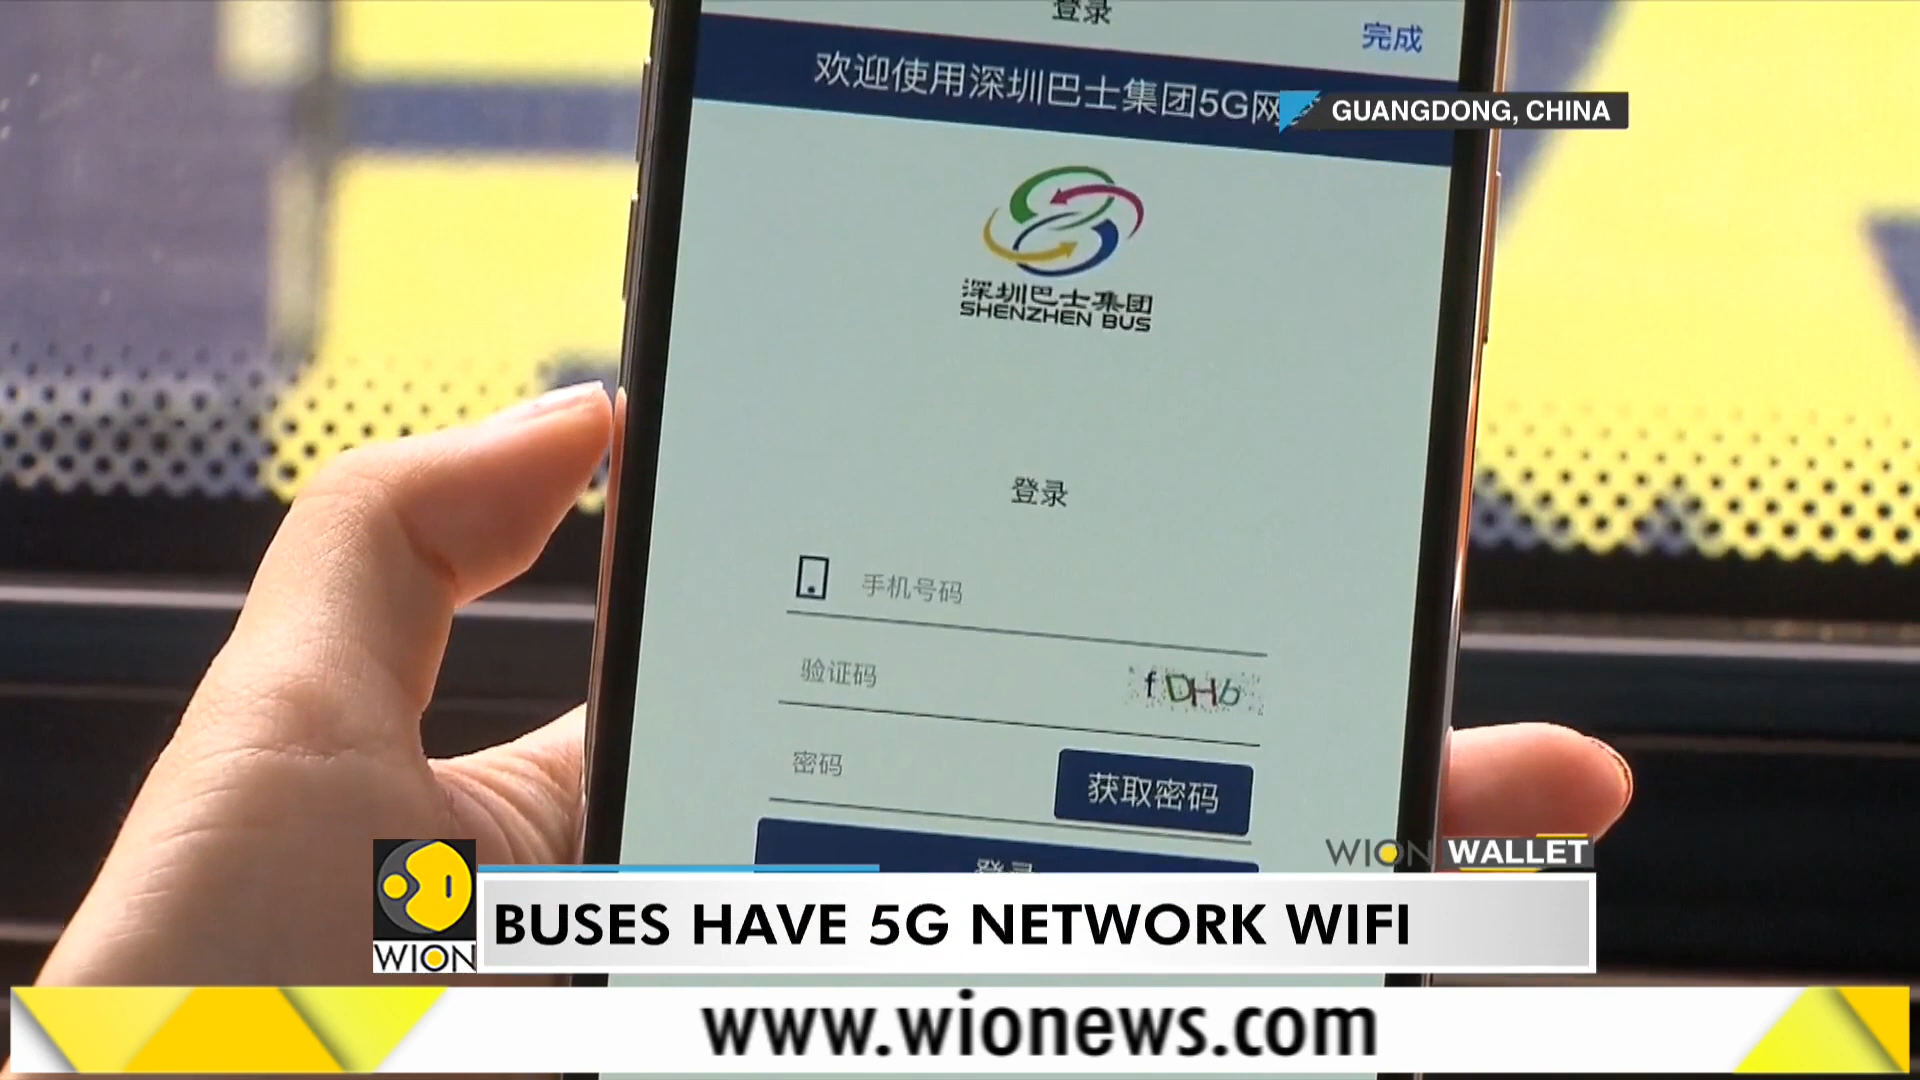 登录
完成
欢迎使用深圳巴士集团5G网
GUANGDONG, CHINA
深圳巴士集团
SHENZHEN BUS
登录
手机号码
验证码
fDHb
密码
获取密码
登录
WION WALLET
BUSES HAVE 5G NETWORK WIFI
WION
www.wionews.com